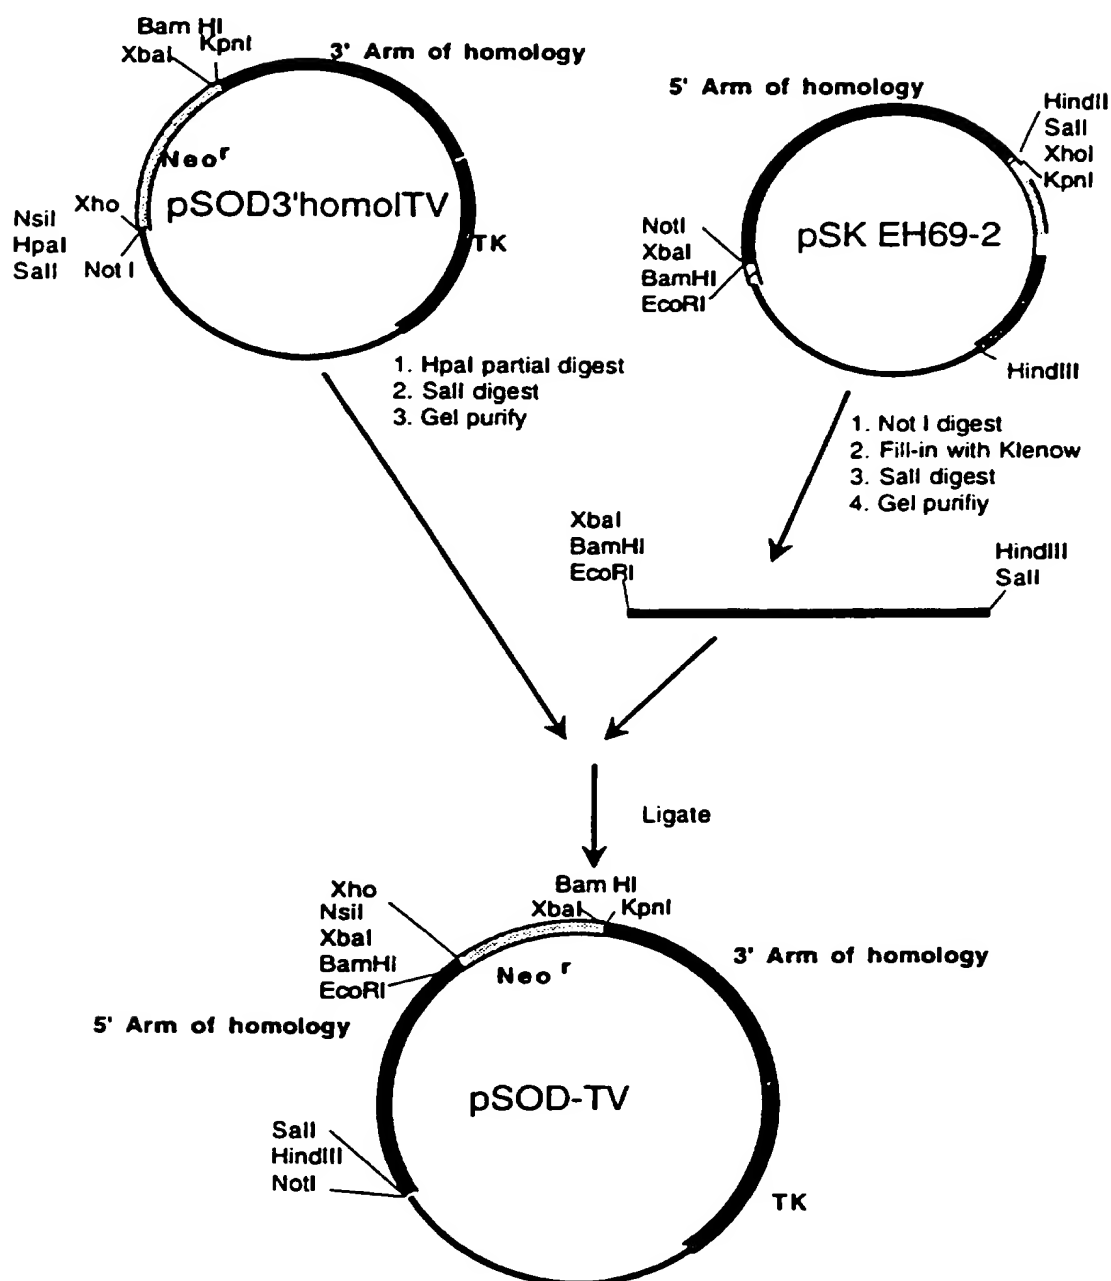 Bam HI
XbaI
KpnI
3' Arm of homology
Neo r
pSOD3'homolTV
Xho
NsiI
HpaI
SalI
Not I
TK
5' Arm of homology
HindII
SalI
XhoI
KpnI
NotI
XbaI
BamHI
EcoRI
pSK EH69-2
HindIII
1. HpaI partial digest
2. SalI digest
3. Gel purify
1. Not I digest
2. Fill-in with Klenow
3. SalI digest
4. Gel purifiy
XbaI
BamHI
EcoRI
HindIII
SalI
Ligate
Bam HI
XbaI
KpnI
Xho
NsiI
XbaI
BamHI
EcoRI
Neo r
3' Arm of homology
5' Arm of homology
pSOD-TV
SalI
HindIII
NotI
TK